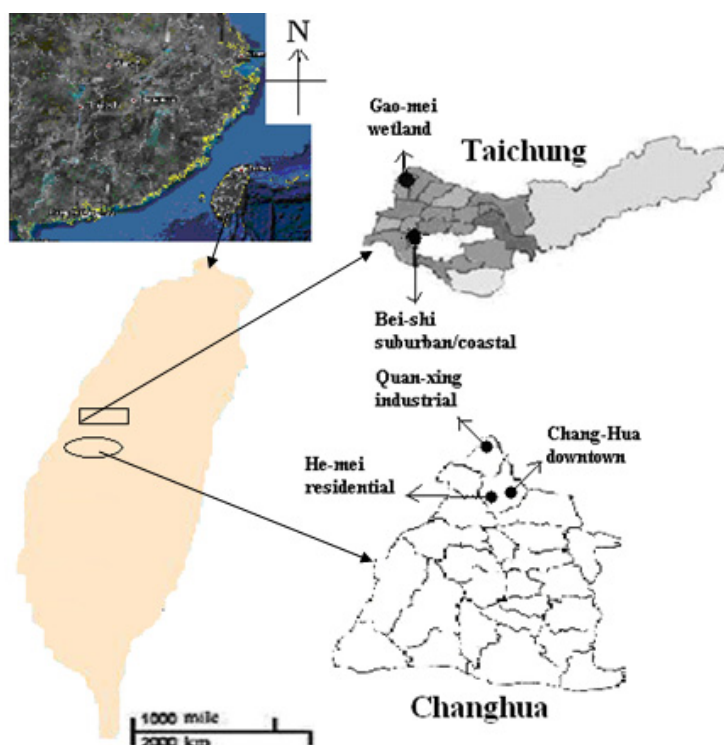 N
Gao-mei
wetland
Taichung
Bei-shi
suburban/coastal
Quan-xing
industrial
Chang-Hua
downtown
He-mei
residential
Changhua
1000 mile
2000 km